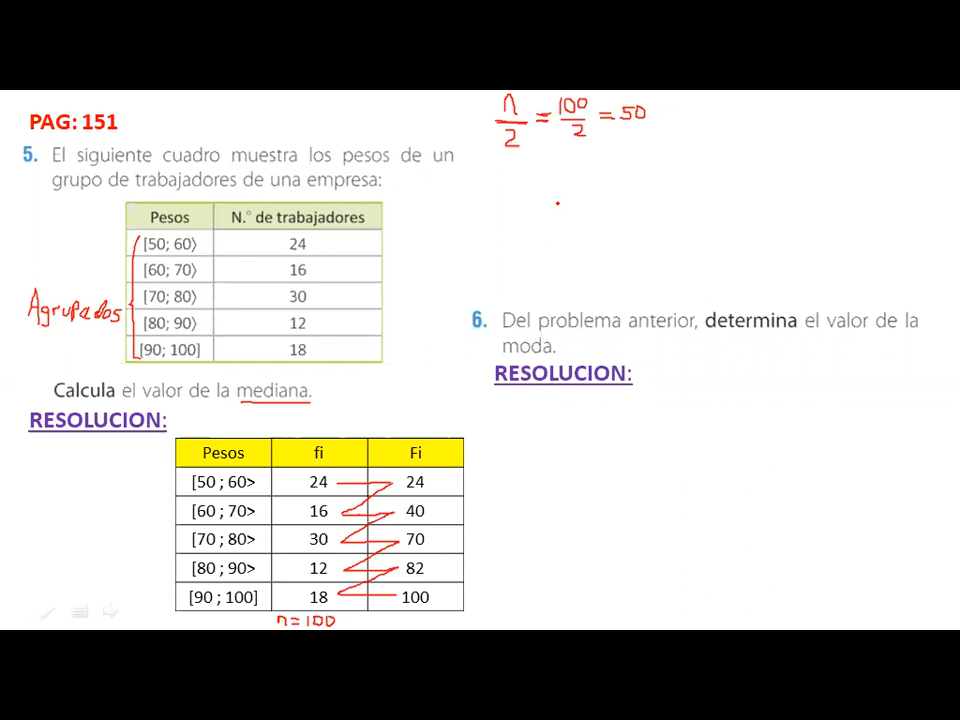 PAG: 151
5. El siguiente cuadro muestra los pesos de un
grupo de trabajadores de una empresa:
Pesos N.° de trabajadores
[50; 60⟩ 24
[60; 70⟩ 16
[70; 80⟩ 30
[80; 90⟩ 12
[90; 100] 18
Agrupados
Calcula el valor de la mediana.
RESOLUCION:
Pesos fi Fi
[50 ; 60> 24 24
[60 ; 70> 16 40
[70 ; 80> 30 70
[80 ; 90> 12 82
[90 ; 100] 18 100
n=100
n/2 = 100/2 = 50
6. Del problema anterior, determina el valor de la
moda.
RESOLUCION: